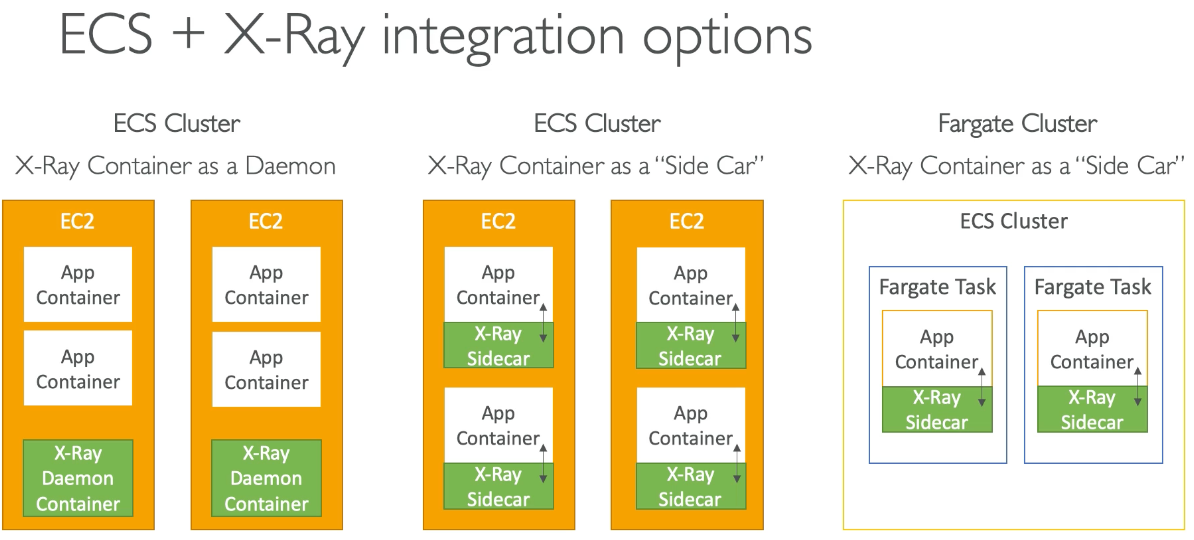 ECS + X-Ray integration options
ECS Cluster
X-Ray Container as a Daemon
EC2
App
Container
App
Container
X-Ray
Daemon
Container
EC2
App
Container
App
Container
X-Ray
Daemon
Container
ECS Cluster
X-Ray Container as a “Side Car”
EC2
App
Container
X-Ray
Sidecar
App
Container
X-Ray
Sidecar
EC2
App
Container
X-Ray
Sidecar
App
Container
X-Ray
Sidecar
Fargate Cluster
X-Ray Container as a “Side Car”
ECS Cluster
Fargate Task
App
Container
X-Ray
Sidecar
Fargate Task
App
Container
X-Ray
Sidecar